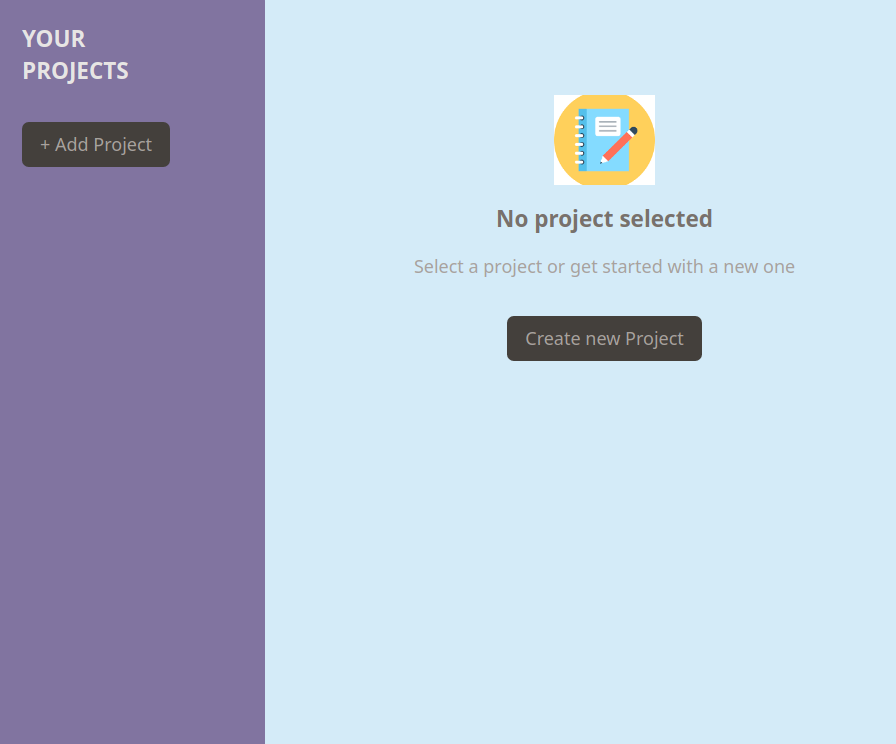 YOUR
PROJECTS
+ Add Project
No project selected
Select a project or get started with a new one
Create new Project